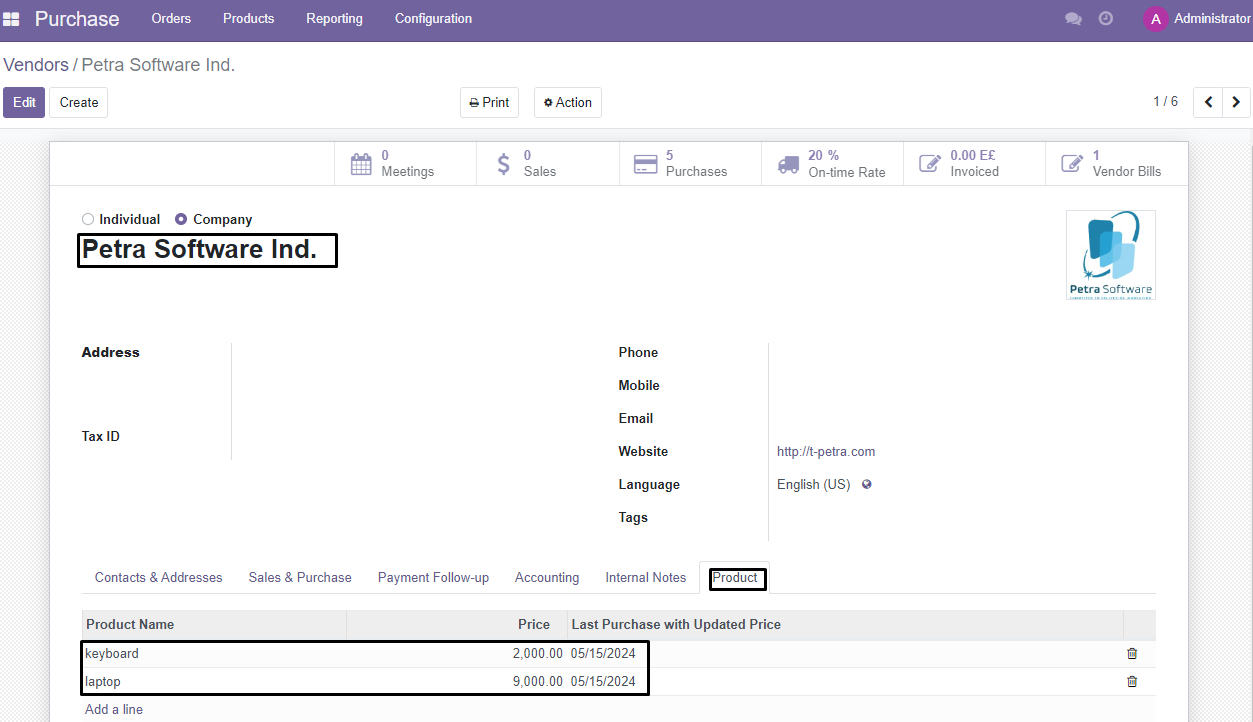 Purchase Orders Products Reporting Configuration A Administrator
Vendors / Petra Software Ind.
Edit Create Print Action 1 / 6
0 Meetings
0 Sales
5 Purchases
20 % On-time Rate
0.00 E£ Invoiced
1 Vendor Bills
Individual Company
Petra Software Ind.
Petra Software
Address
Tax ID
Phone
Mobile
Email
Website http://t-petra.com
Language English (US)
Tags
Contacts & Addresses Sales & Purchase Payment Follow-up Accounting Internal Notes Product
Product Name Price Last Purchase with Updated Price
keyboard 2,000.00 05/15/2024
laptop 9,000.00 05/15/2024
Add a line